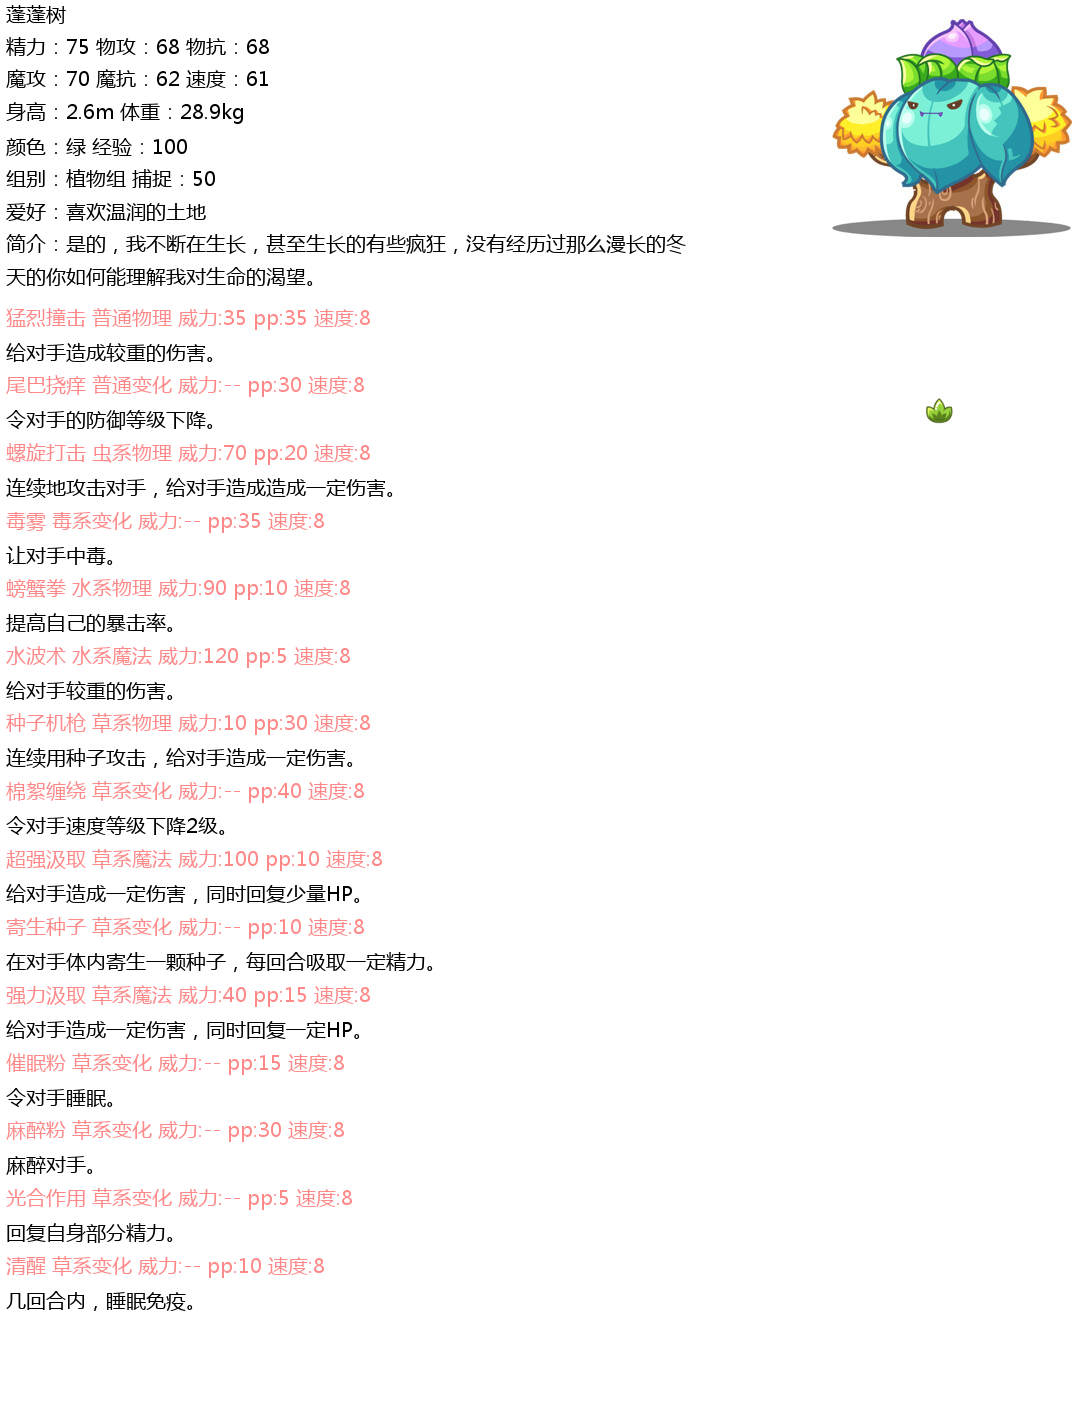 蓬蓬树
精力：75 物攻：68 物抗：68
魔攻：70 魔抗：62 速度：61
身高：2.6m 体重：28.9kg
颜色：绿 经验：100
组别：植物组 捕捉：50
爱好：喜欢温润的土地
简介：是的，我不断在生长，甚至生长的有些疯狂，没有经历过那么漫长的冬
天的你如何能理解我对生命的渴望。
猛烈撞击 普通物理 威力:35 pp:35 速度:8
给对手造成较重的伤害。
尾巴挠痒 普通变化 威力:-- pp:30 速度:8
令对手的防御等级下降。
螺旋打击 虫系物理 威力:70 pp:20 速度:8
连续地攻击对手，给对手造成造成一定伤害。
毒雾 毒系变化 威力:-- pp:35 速度:8
让对手中毒。
螃蟹拳 水系物理 威力:90 pp:10 速度:8
提高自己的暴击率。
水波术 水系魔法 威力:120 pp:5 速度:8
给对手较重的伤害。
种子机枪 草系物理 威力:10 pp:30 速度:8
连续用种子攻击，给对手造成一定伤害。
棉絮缠绕 草系变化 威力:-- pp:40 速度:8
令对手速度等级下降2级。
超强汲取 草系魔法 威力:100 pp:10 速度:8
给对手造成一定伤害，同时回复少量HP。
寄生种子 草系变化 威力:-- pp:10 速度:8
在对手体内寄生一颗种子，每回合吸取一定精力。
强力汲取 草系魔法 威力:40 pp:15 速度:8
给对手造成一定伤害，同时回复一定HP。
催眠粉 草系变化 威力:-- pp:15 速度:8
令对手睡眠。
麻醉粉 草系变化 威力:-- pp:30 速度:8
麻醉对手。
光合作用 草系变化 威力:-- pp:5 速度:8
回复自身部分精力。
清醒 草系变化 威力:-- pp:10 速度:8
几回合内，睡眠免疫。